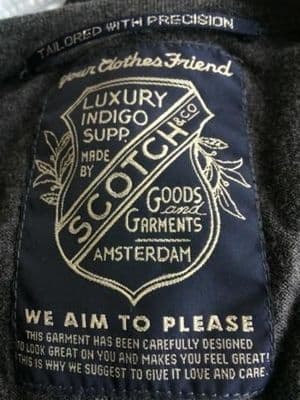 TAILORED WITH PRECISION
your Clothes Friend
LUXURY
INDIGO
SUPP.
MADE
BY
SCOTCH & CO
GOODS
and
GARMENTS
AMSTERDAM
WE AIM TO PLEASE
THIS GARMENT HAS BEEN CAREFULLY DESIGNED
TO LOOK GREAT ON YOU AND MAKES YOU FEEL GREAT!
THIS IS WHY WE SUGGEST TO GIVE IT LOVE AND CARE.